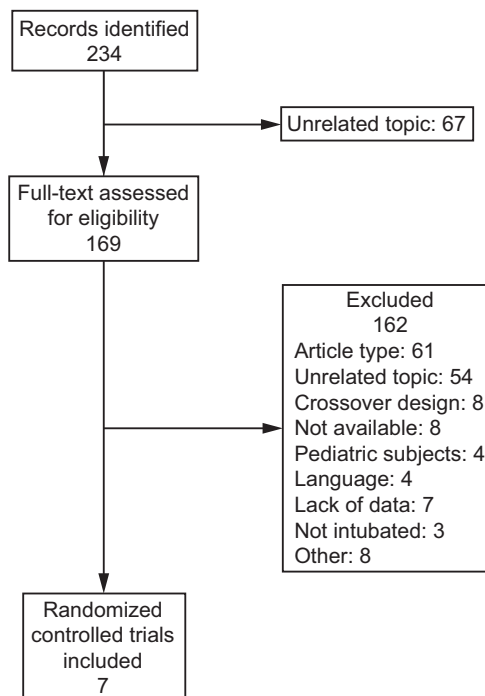 Records identified
234
Unrelated topic: 67
Full-text assessed
for eligibility
169
Excluded
162
Article type: 61
Unrelated topic: 54
Crossover design: 8
Not available: 8
Pediatric subjects: 4
Language: 4
Lack of data: 7
Not intubated: 3
Other: 8
Randomized
controlled trials
included
7